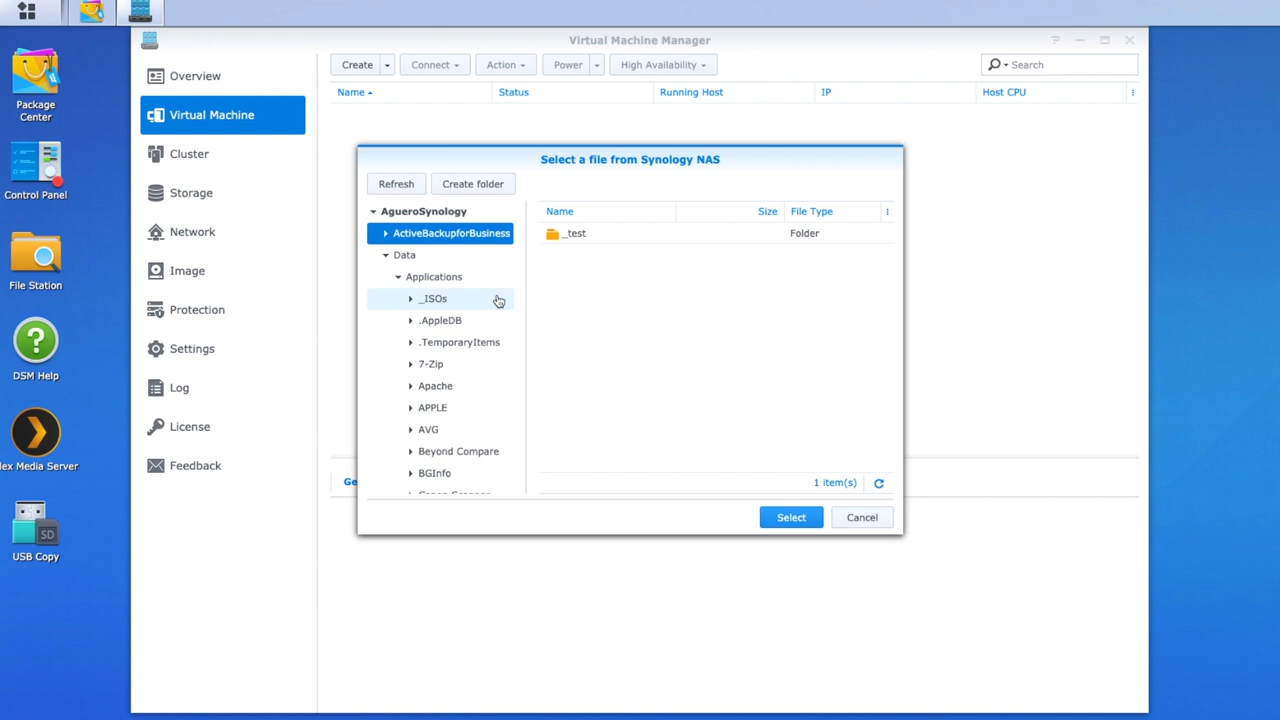 Virtual Machine Manager
Package
Center
Control Panel
File Station
DSM Help
lex Media Server
SD
USB Copy
Overview
Virtual Machine
Cluster
Storage
Network
Image
Protection
Settings
Log
License
Feedback
Create Connect Action Power High Availability Search
Name Status Running Host IP Host CPU
Ge
Select a file from Synology NAS
Refresh Create folder
AgueroSynology
ActiveBackupforBusiness
Data
Applications
_ISOs
.AppleDB
.TemporaryItems
7-Zip
Apache
APPLE
AVG
Beyond Compare
BGInfo
Name Size File Type
_test Folder
1 item(s)
Select Cancel